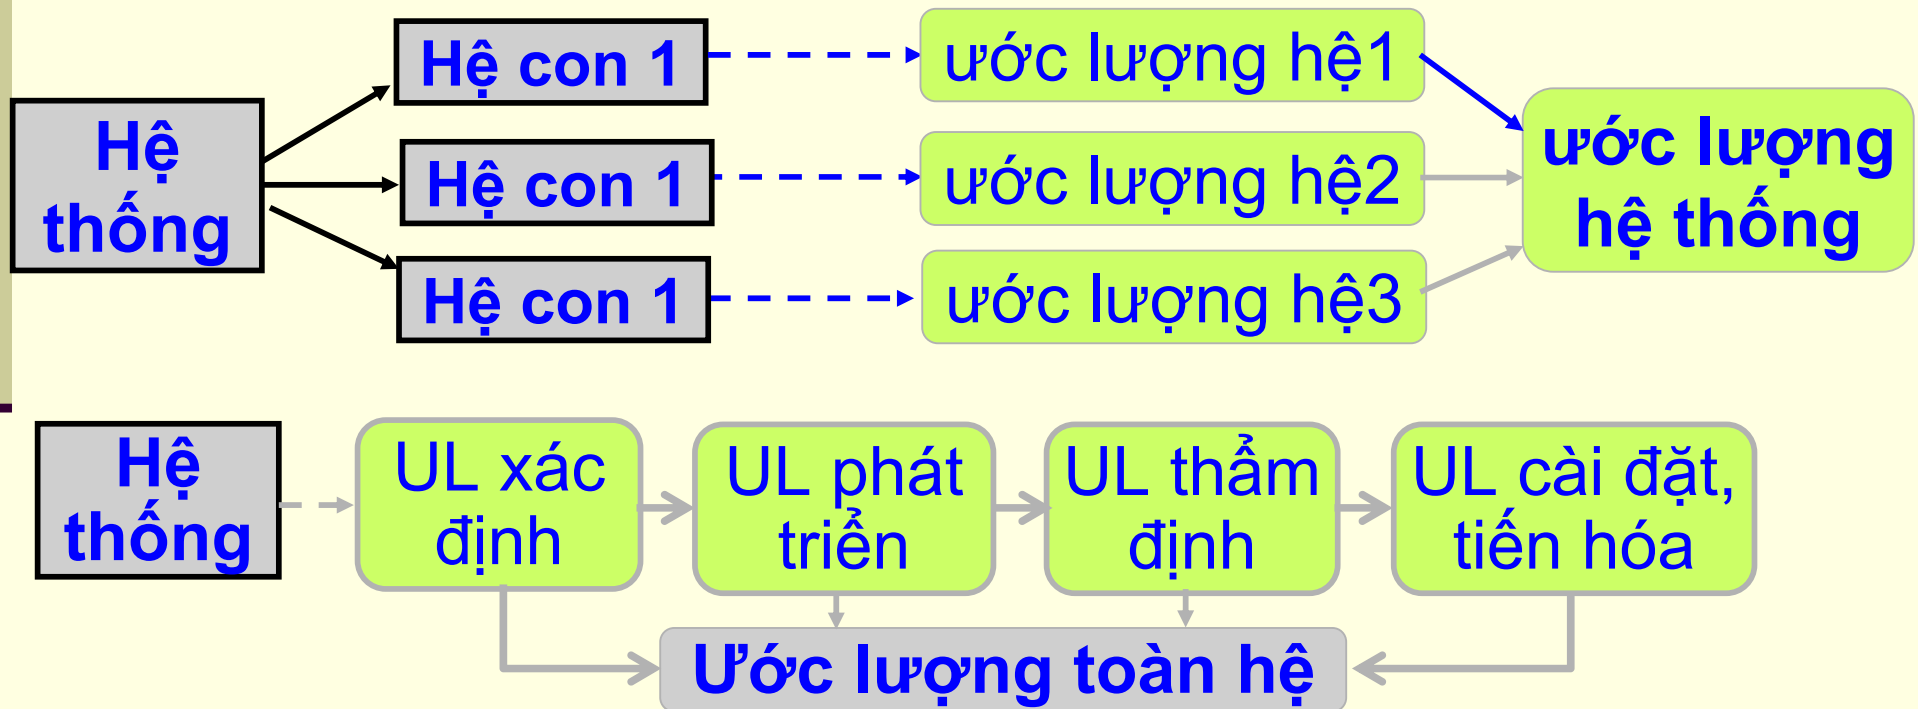 Hệ con 1
ước lượng hệ1
Hệ
thống
Hệ con 1
ước lượng hệ2
ước lượng
hệ thống
Hệ con 1
ước lượng hệ3
Hệ
thống
UL xác
định
UL phát
triển
UL thẩm
định
UL cài đặt,
tiến hóa
Ước lượng toàn hệ